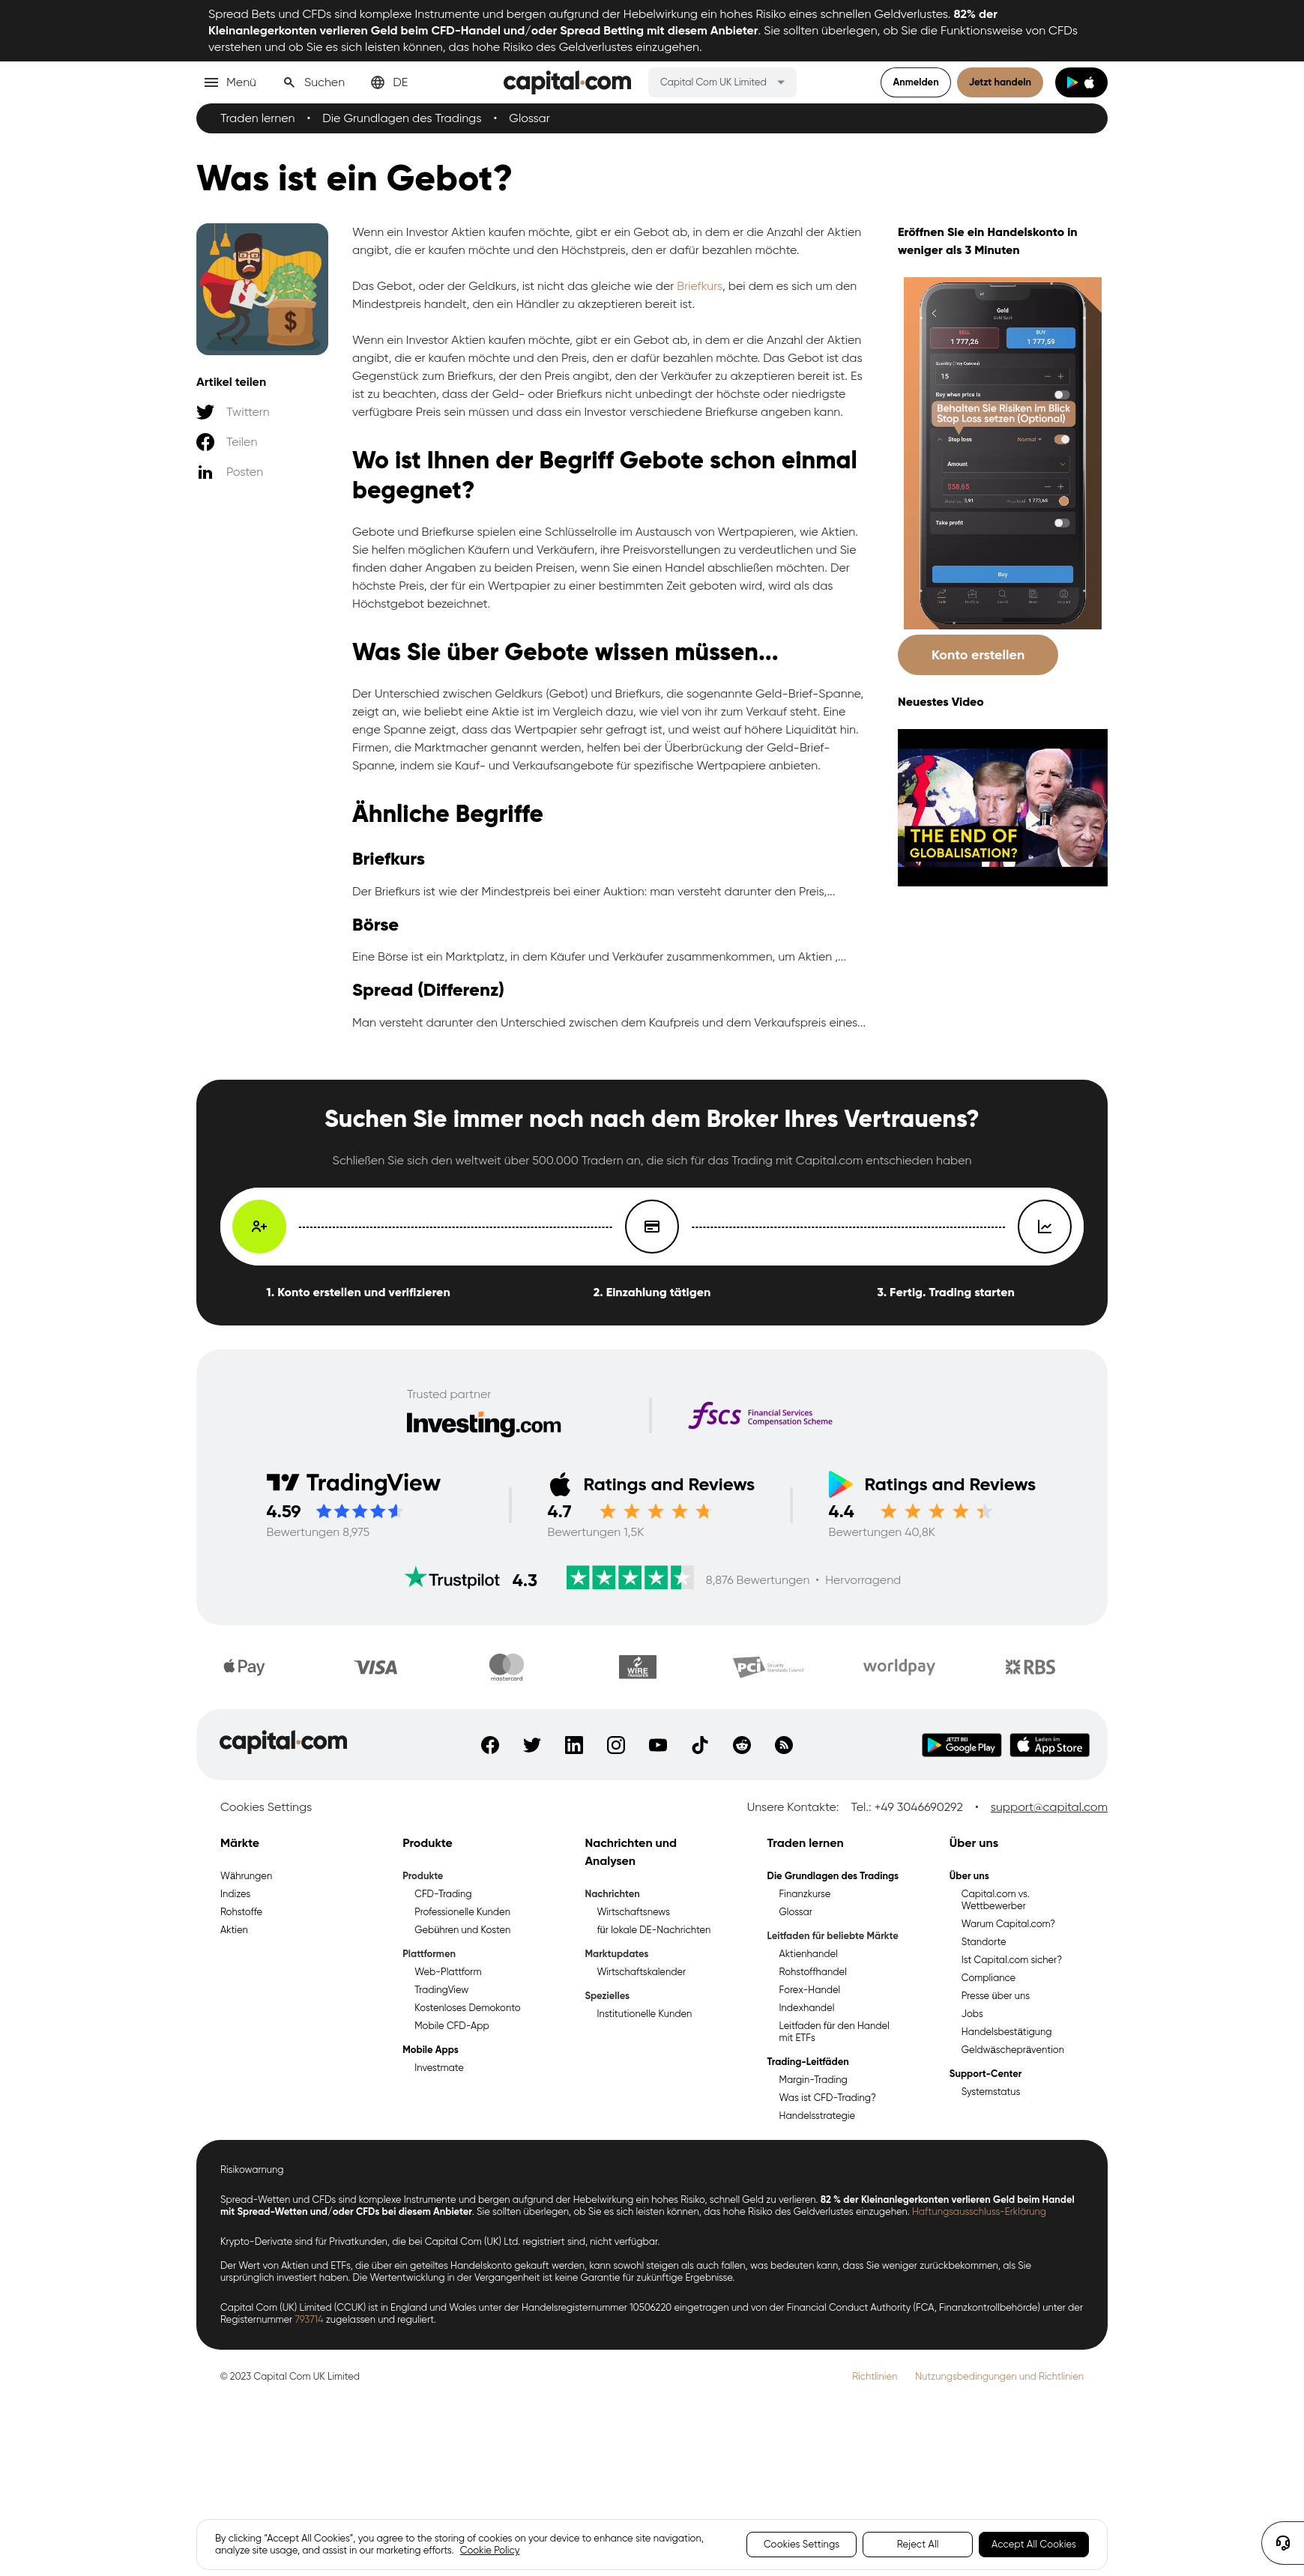 Spread Bets und CFDs sind komplexe Instrumente und bergen aufgrund der Hebelwirkung ein hohes Risiko eines schnellen Geldverlustes. 82% der
Kleinanlegerkonten verlieren Geld beim CFD-Handel und/oder Spread Betting mit diesem Anbieter. Sie sollten überlegen, ob Sie die Funktionsweise von CFDs
verstehen und ob Sie es sich leisten können, das hohe Risiko des Geldverlustes einzugehen.
Menü Suchen DE capital.com Capital Com UK Limited Anmelden Jetzt handeln
Traden lernen • Die Grundlagen des Tradings • Glossar
Was ist ein Gebot?
Artikel teilen
Twittern
Teilen
Posten
Wenn ein Investor Aktien kaufen möchte, gibt er ein Gebot ab, in dem er die Anzahl der Aktien
angibt, die er kaufen möchte und den Höchstpreis, den er dafür bezahlen möchte.
Das Gebot, oder der Geldkurs, ist nicht das gleiche wie der Briefkurs, bei dem es sich um den
Mindestpreis handelt, den ein Händler zu akzeptieren bereit ist.
Wenn ein Investor Aktien kaufen möchte, gibt er ein Gebot ab, in dem er die Anzahl der Aktien
angibt, die er kaufen möchte und den Preis, den er dafür bezahlen möchte. Das Gebot ist das
Gegenstück zum Briefkurs, der den Preis angibt, den der Verkäufer zu akzeptieren bereit ist. Es
ist zu beachten, dass der Geld- oder Briefkurs nicht unbedingt der höchste oder niedrigste
verfügbare Preis sein müssen und dass ein Investor verschiedene Briefkurse angeben kann.
Wo ist Ihnen der Begriff Gebote schon einmal
begegnet?
Gebote und Briefkurse spielen eine Schlüsselrolle im Austausch von Wertpapieren, wie Aktien.
Sie helfen möglichen Käufern und Verkäufern, ihre Preisvorstellungen zu verdeutlichen und Sie
finden daher Angaben zu beiden Preisen, wenn Sie einen Handel abschließen möchten. Der
höchste Preis, der für ein Wertpapier zu einer bestimmten Zeit geboten wird, wird als das
Höchstgebot bezeichnet.
Was Sie über Gebote wissen müssen...
Der Unterschied zwischen Geldkurs (Gebot) und Briefkurs, die sogenannte Geld-Brief-Spanne,
zeigt an, wie beliebt eine Aktie ist im Vergleich dazu, wie viel von ihr zum Verkauf steht. Eine
enge Spanne zeigt, dass das Wertpapier sehr gefragt ist, und weist auf höhere Liquidität hin.
Firmen, die Marktmacher genannt werden, helfen bei der Überbrückung der Geld-Brief-
Spanne, indem sie Kauf- und Verkaufsangebote für spezifische Wertpapiere anbieten.
Ähnliche Begriffe
Briefkurs
Der Briefkurs ist wie der Mindestpreis bei einer Auktion: man versteht darunter den Preis,...
Börse
Eine Börse ist ein Marktplatz, in dem Käufer und Verkäufer zusammenkommen, um Aktien ,...
Spread (Differenz)
Man versteht darunter den Unterschied zwischen dem Kaufpreis und dem Verkaufspreis eines...
Eröffnen Sie ein Handelskonto in
weniger als 3 Minuten
Gold
SELL 1 777,26
BUY 1 777,59
15
Buy when price is
Behalten Sie Risiken im Blick
Stop Loss setzen (Optional)
Stop loss Normal
Amount
$58,65
Take profit
Buy
Konto erstellen
Neuestes Video
THE END OF
GLOBALISATION?
Suchen Sie immer noch nach dem Broker Ihres Vertrauens?
Schließen Sie sich den weltweit über 500.000 Tradern an, die sich für das Trading mit Capital.com entschieden haben
1. Konto erstellen und verifizieren 2. Einzahlung tätigen 3. Fertig. Trading starten
Trusted partner
Investing.com
fscs Financial Services
Compensation Scheme
TradingView
4.59
Bewertungen 8,975
Ratings and Reviews
4.7
Bewertungen 1,5K
Ratings and Reviews
4.4
Bewertungen 40,8K
Trustpilot 4.3 8,876 Bewertungen • Hervorragend
Pay VISA mastercard WIRE TRANSFER PCI Security Standards Council worldpay RBS
capital.com JETZT BEI Google Play Laden im App Store
Cookies Settings
Unsere Kontakte: Tel.: +49 3046690292 • support@capital.com
Märkte
Währungen
Indizes
Rohstoffe
Aktien
Produkte
Produkte
CFD-Trading
Professionelle Kunden
Gebühren und Kosten
Plattformen
Web-Plattform
TradingView
Kostenloses Demokonto
Mobile CFD-App
Mobile Apps
Investmate
Nachrichten und
Analysen
Nachrichten
Wirtschaftsnews
für lokale DE-Nachrichten
Marktupdates
Wirtschaftskalender
Spezielles
Institutionelle Kunden
Traden lernen
Die Grundlagen des Tradings
Finanzkurse
Glossar
Leitfaden für beliebte Märkte
Aktienhandel
Rohstoffhandel
Forex-Handel
Indexhandel
Leitfaden für den Handel
mit ETFs
Trading-Leitfäden
Margin-Trading
Was ist CFD-Trading?
Handelsstrategie
Über uns
Über uns
Capital.com vs.
Wettbewerber
Warum Capital.com?
Standorte
Ist Capital.com sicher?
Compliance
Presse über uns
Jobs
Handelsbestätigung
Geldwäscheprävention
Support-Center
Systemstatus
Risikowarnung
Spread-Wetten und CFDs sind komplexe Instrumente und bergen aufgrund der Hebelwirkung ein hohes Risiko, schnell Geld zu verlieren. 82 % der Kleinanlegerkonten verlieren Geld beim Handel
mit Spread-Wetten und/oder CFDs bei diesem Anbieter. Sie sollten überlegen, ob Sie es sich leisten können, das hohe Risiko des Geldverlustes einzugehen. Haftungsausschluss-Erklärung
Krypto-Derivate sind für Privatkunden, die bei Capital Com (UK) Ltd. registriert sind, nicht verfügbar.
Der Wert von Aktien und ETFs, die über ein geteiltes Handelskonto gekauft werden, kann sowohl steigen als auch fallen, was bedeuten kann, dass Sie weniger zurückbekommen, als Sie
ursprünglich investiert haben. Die Wertentwicklung in der Vergangenheit ist keine Garantie für zukünftige Ergebnisse.
Capital Com (UK) Limited (CCUK) ist in England und Wales unter der Handelsregisternummer 10506220 eingetragen und von der Financial Conduct Authority (FCA, Finanzkontrollbehörde) unter der
Registernummer 793714 zugelassen und reguliert.
© 2023 Capital Com UK Limited
Richtlinien Nutzungsbedingungen und Richtlinien
By clicking “Accept All Cookies”, you agree to the storing of cookies on your device to enhance site navigation,
analyze site usage, and assist in our marketing efforts. Cookie Policy
Cookies Settings Reject All Accept All Cookies